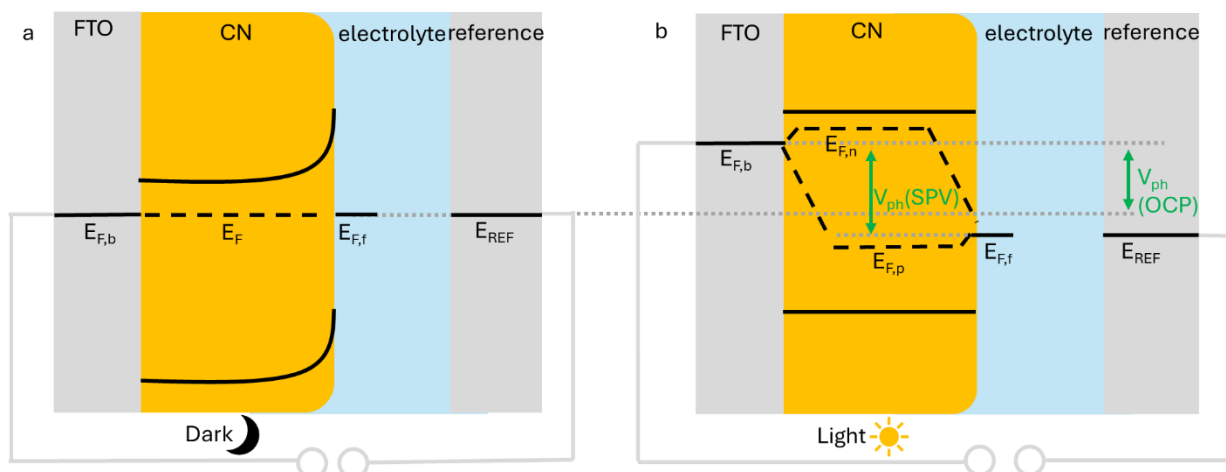 a
FTO
CN
electrolyte
reference
E_F,b
E_F
E_F,f
E_REF
Dark
b
FTO
CN
electrolyte
reference
E_F,b
E_F,n
V_ph(SPV)
V_ph
(OCP)
E_F,p
E_F,f
E_REF
Light